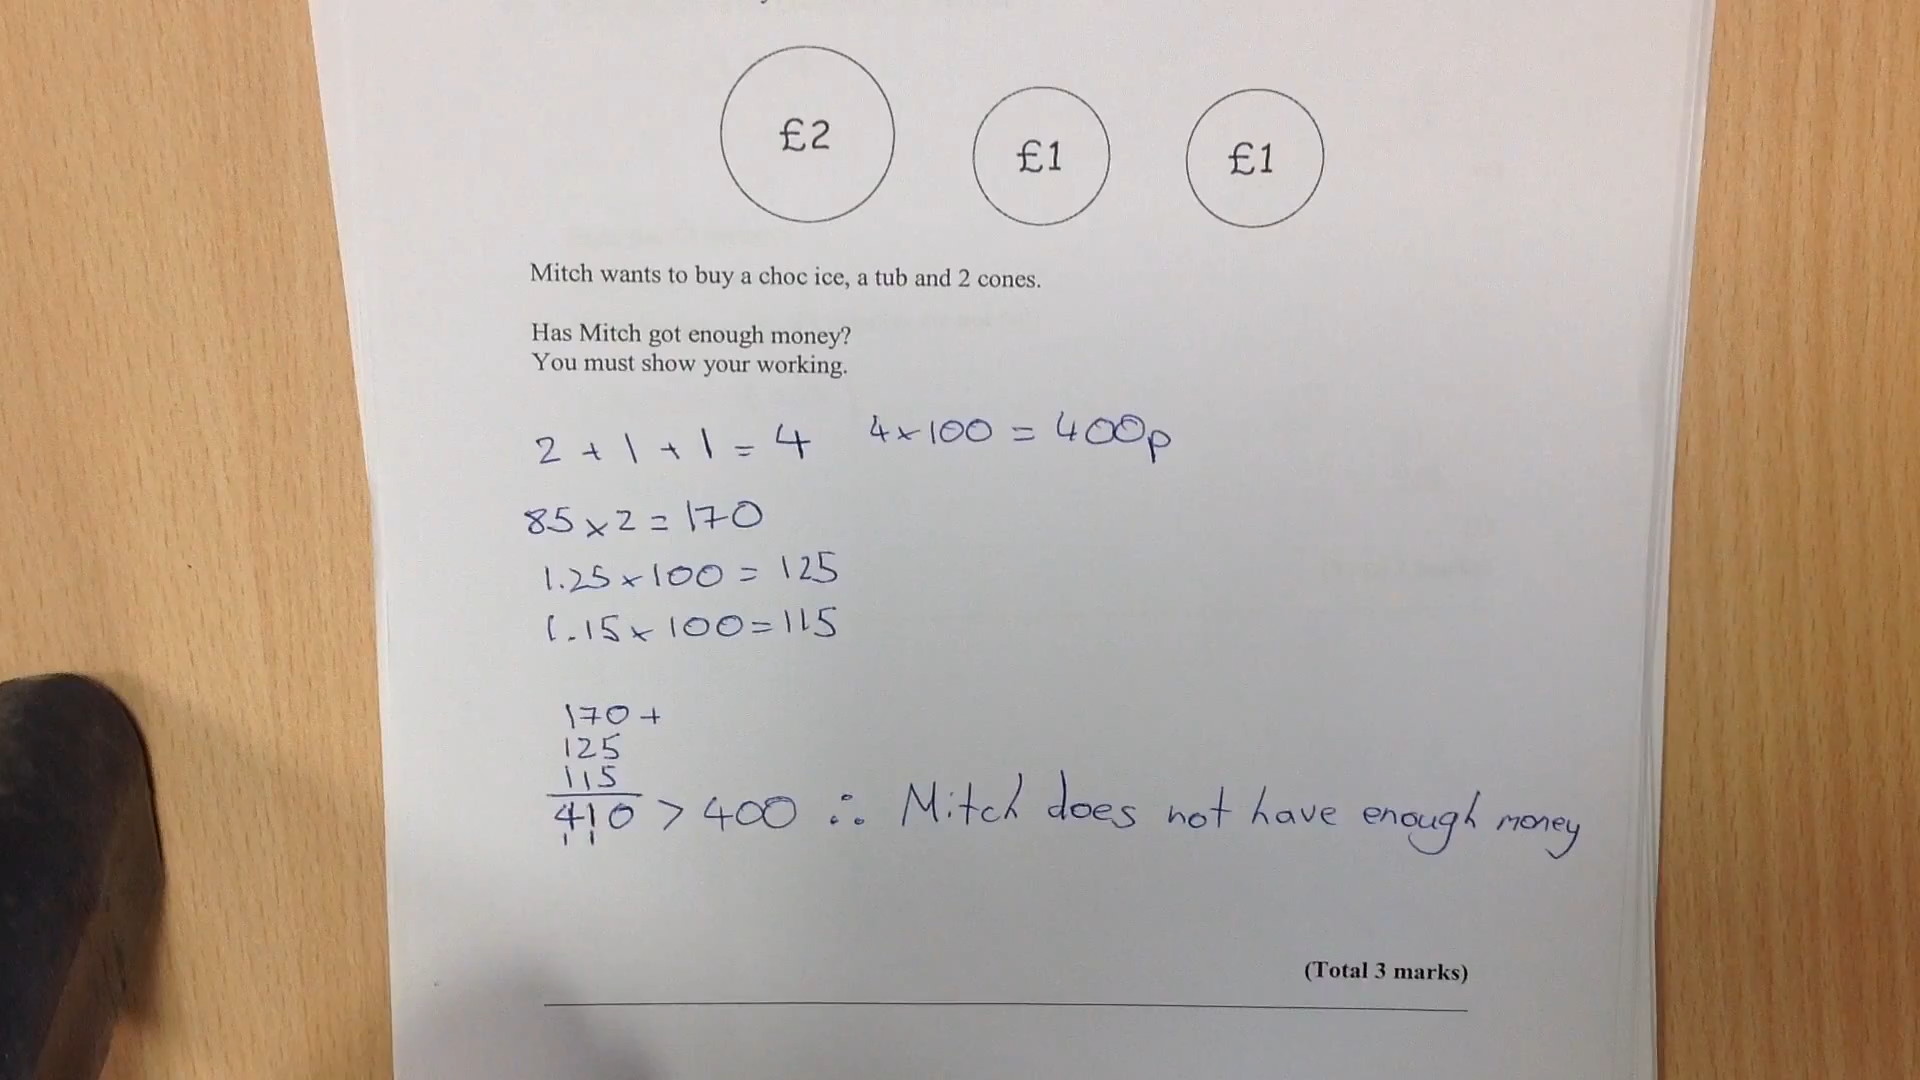 £2 £1 £1
Mitch wants to buy a choc ice, a tub and 2 cones.
Has Mitch got enough money?
You must show your working.
2 + 1 + 1 = 4 4 × 100 = 400p
85 × 2 = 170
1.25 × 100 = 125
1.15 × 100 = 115
170 +
125
115
410 > 400 ∴ Mitch does not have enough money
1 1
(Total 3 marks)